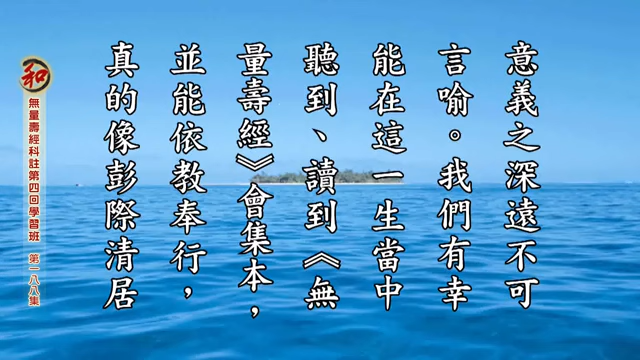 意義之深遠不可
言喻。我們有幸
能在這一生當中
聽到、讀到《無
量壽經》會集本，
並能依教奉行，
真的像彭際清居
和
無量壽經科註第四回學習班 第一八八集